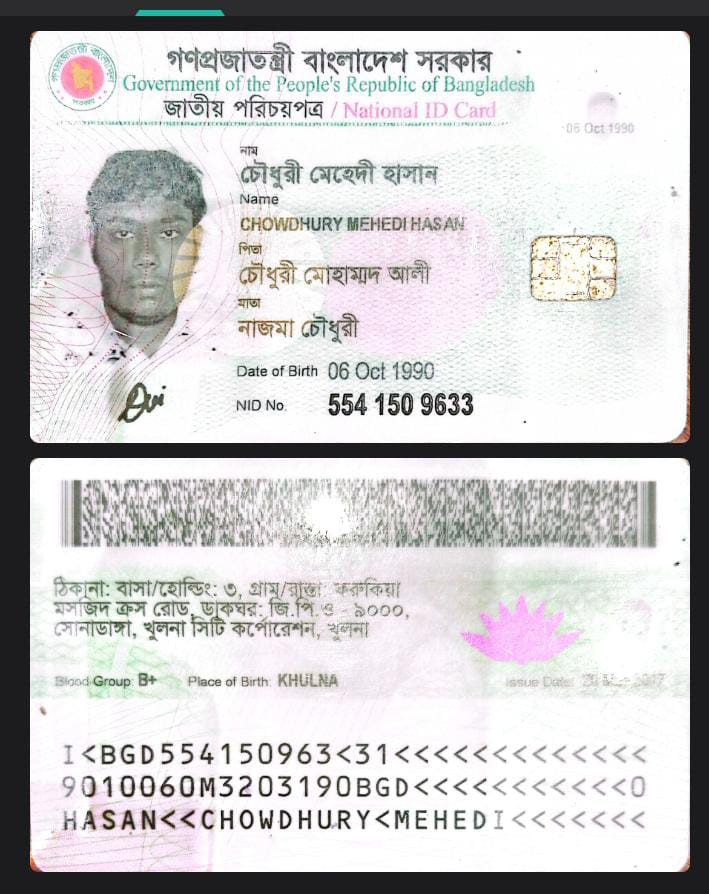 গণপ্রজাতন্ত্রী বাংলাদেশ সরকার
Government of the People's Republic of Bangladesh
জাতীয় পরিচয়পত্র / National ID Card
06 Oct 1990
নাম
চৌধুরী মেহেদী হাসান
Name
CHOWDHURY MEHEDI HASAN
পিতা
চৌধুরী মোহাম্মদ আলী
মাতা
নাজমা চৌধুরী
Date of Birth 06 Oct 1990
NID No. 554 150 9633
ঠিকানা: বাসা/হোল্ডিং: ৩, গ্রাম/রাস্তা: ফরুকিয়া
মসজিদ ক্রস রোড, ডাকঘর: জি.পি.ও - ৯০০০,
সোনাডাঙ্গা, খুলনা সিটি কর্পোরেশন, খুলনা
Blood Group: B+ Place of Birth: KHULNA Issue Date: 2017
I<BGD554150963<31<<<<<<<<<<<<<
9010060M3203190BGD<<<<<<<<<<<0
HASAN<<CHOWDHURY<MEHEDI<<<<<<<